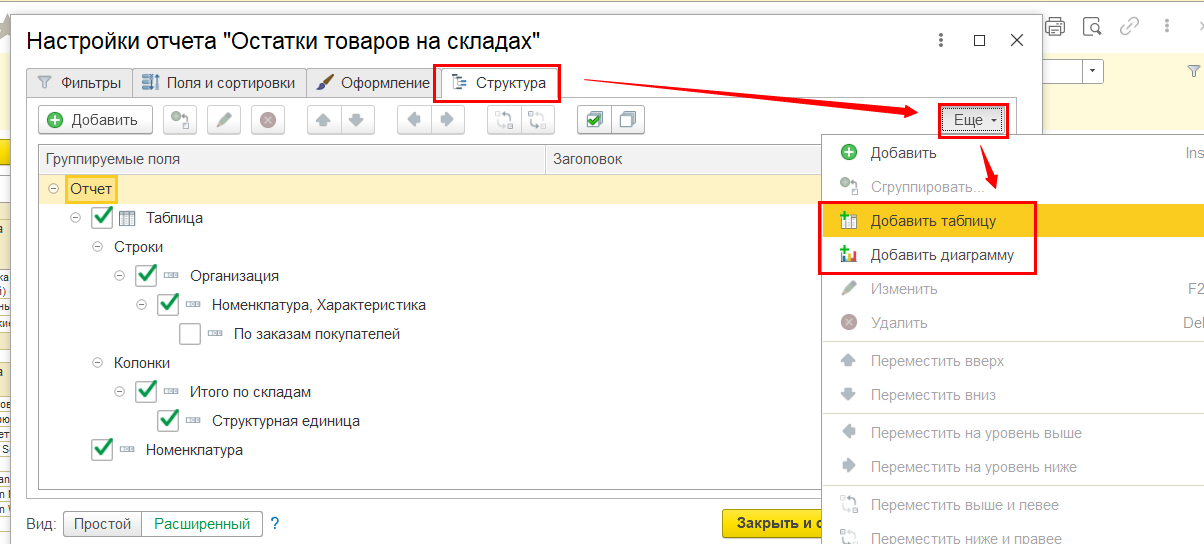 Настройки отчета "Остатки товаров на складах"
Фильтры
Поля и сортировки
Оформление
Структура
Добавить
Еще
Группируемые поля
Заголовок
Отчет
Таблица
Строки
Организация
Номенклатура, Характеристика
По заказам покупателей
Колонки
Итого по складам
Структурная единица
Номенклатура
Вид:
Простой
Расширенный
?
Закрыть и
Добавить
Ins
Сгруппировать...
Добавить таблицу
Добавить диаграмму
Изменить
F2
Удалить
Del
Переместить вверх
Переместить вниз
Переместить на уровень выше
Переместить на уровень ниже
Переместить выше и левее
Переместить ниже и правее